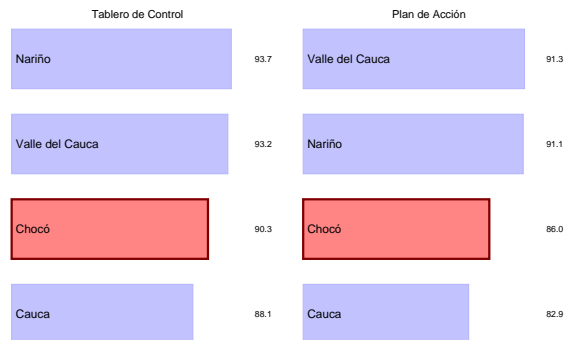 Tablero de Control
Nariño 93.7
Valle del Cauca 93.2
Chocó 90.3
Cauca 88.1
Plan de Acción
Valle del Cauca 91.3
Nariño 91.1
Chocó 86.0
Cauca 82.9